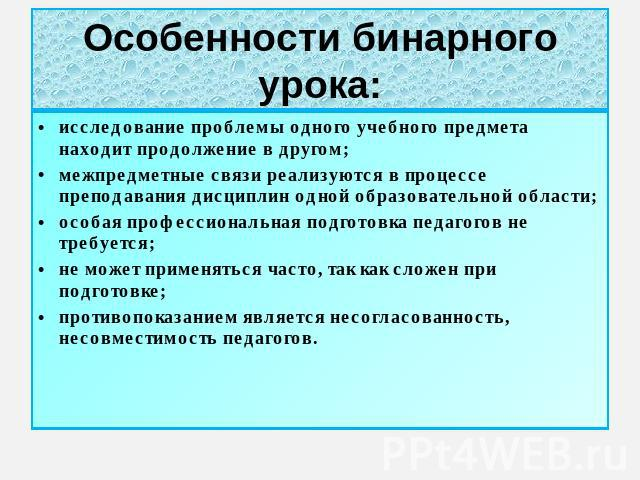 Особенности бинарного
урока:
• исследование проблемы одного учебного предмета
находит продолжение в другом;
• межпредметные связи реализуются в процессе
преподавания дисциплин одной образовательной области;
• особая профессиональная подготовка педагогов не
требуется;
• не может применяться часто, так как сложен при
подготовке;
• противопоказанием является несогласованность,
несовместимость педагогов.
PPt4WEB.ru